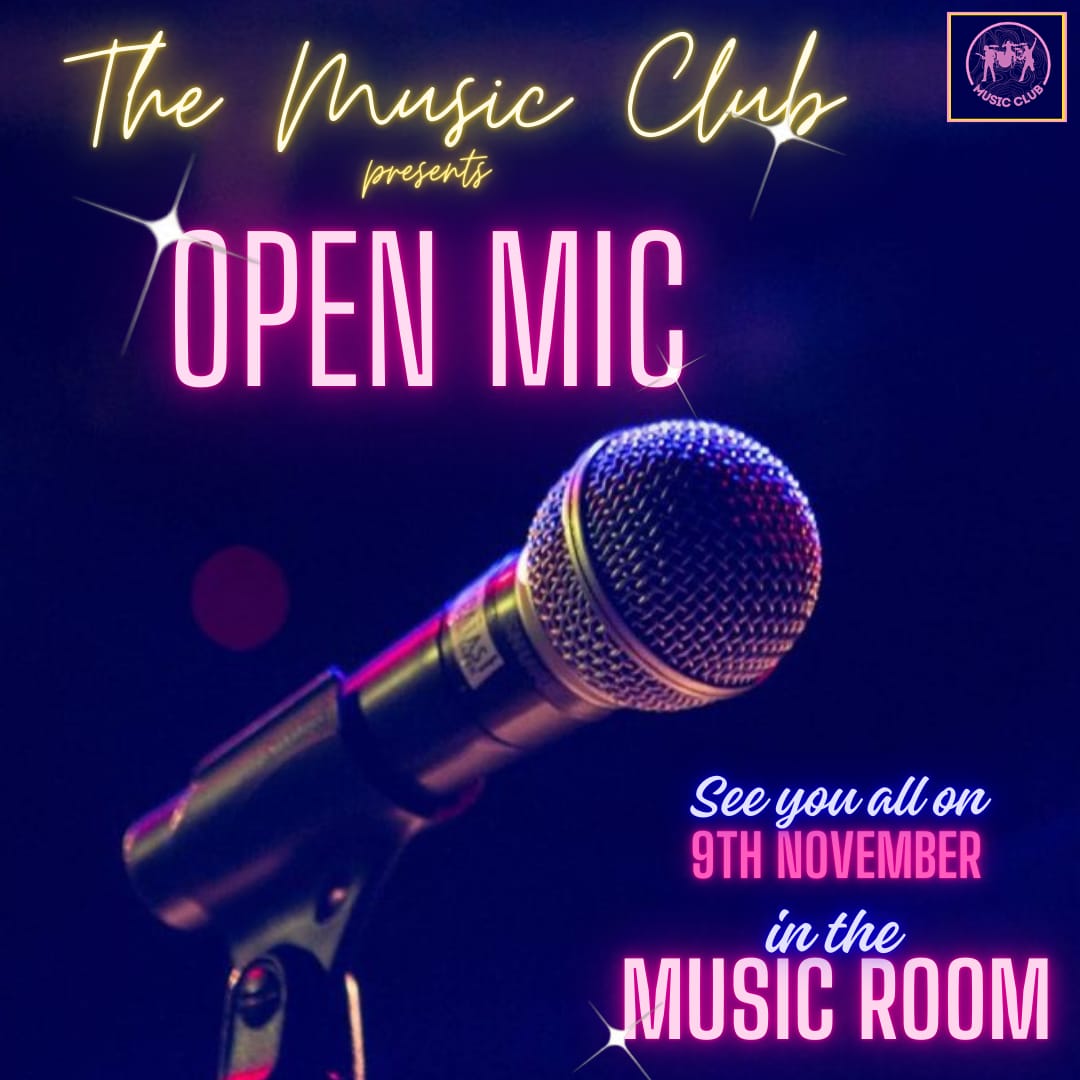 The Music Club
presents
OPEN MIC
MUSIC CLUB
See you all on
9TH NOVEMBER
in the
MUSIC ROOM